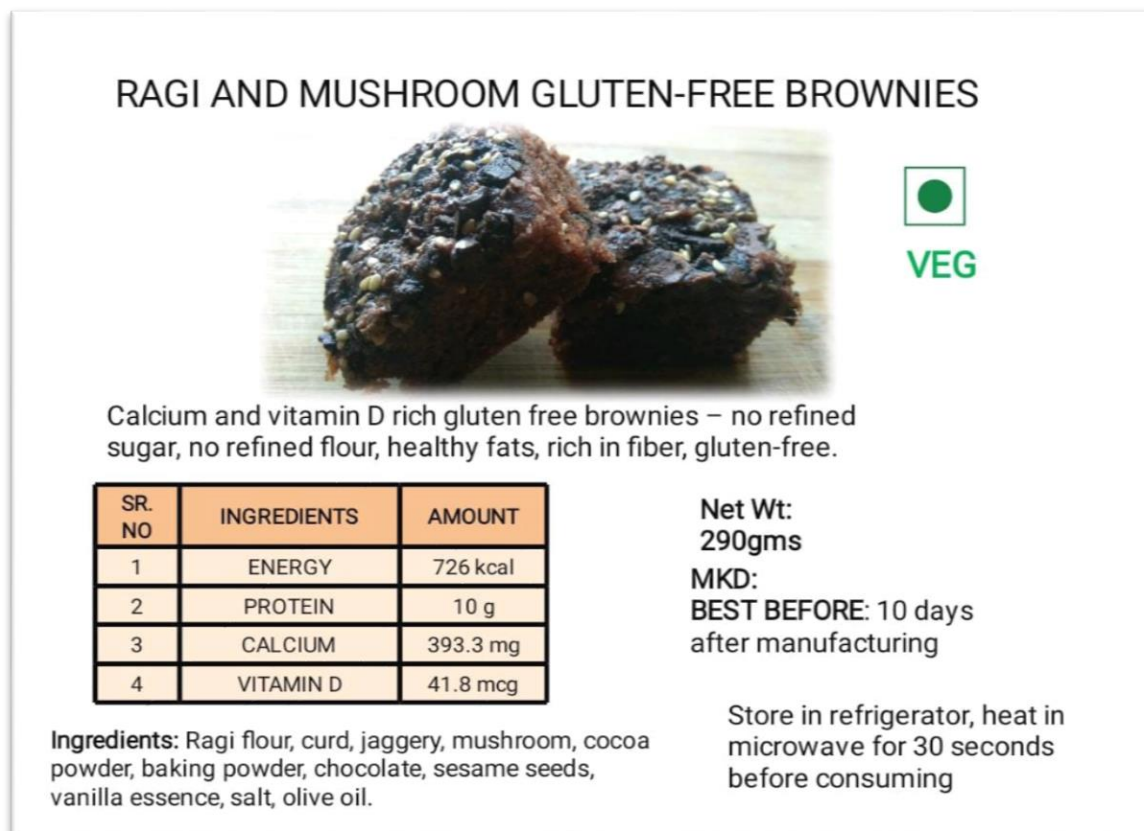 RAGI AND MUSHROOM GLUTEN-FREE BROWNIES
VEG
Calcium and vitamin D rich gluten free brownies – no refined
sugar, no refined flour, healthy fats, rich in fiber, gluten-free.
SR. NO INGREDIENTS AMOUNT
1 ENERGY 726 kcal
2 PROTEIN 10 g
3 CALCIUM 393.3 mg
4 VITAMIN D 41.8 mcg
Net Wt:
290gms
MKD:
BEST BEFORE: 10 days
after manufacturing
Ingredients: Ragi flour, curd, jaggery, mushroom, cocoa
powder, baking powder, chocolate, sesame seeds,
vanilla essence, salt, olive oil.
Store in refrigerator, heat in
microwave for 30 seconds
before consuming